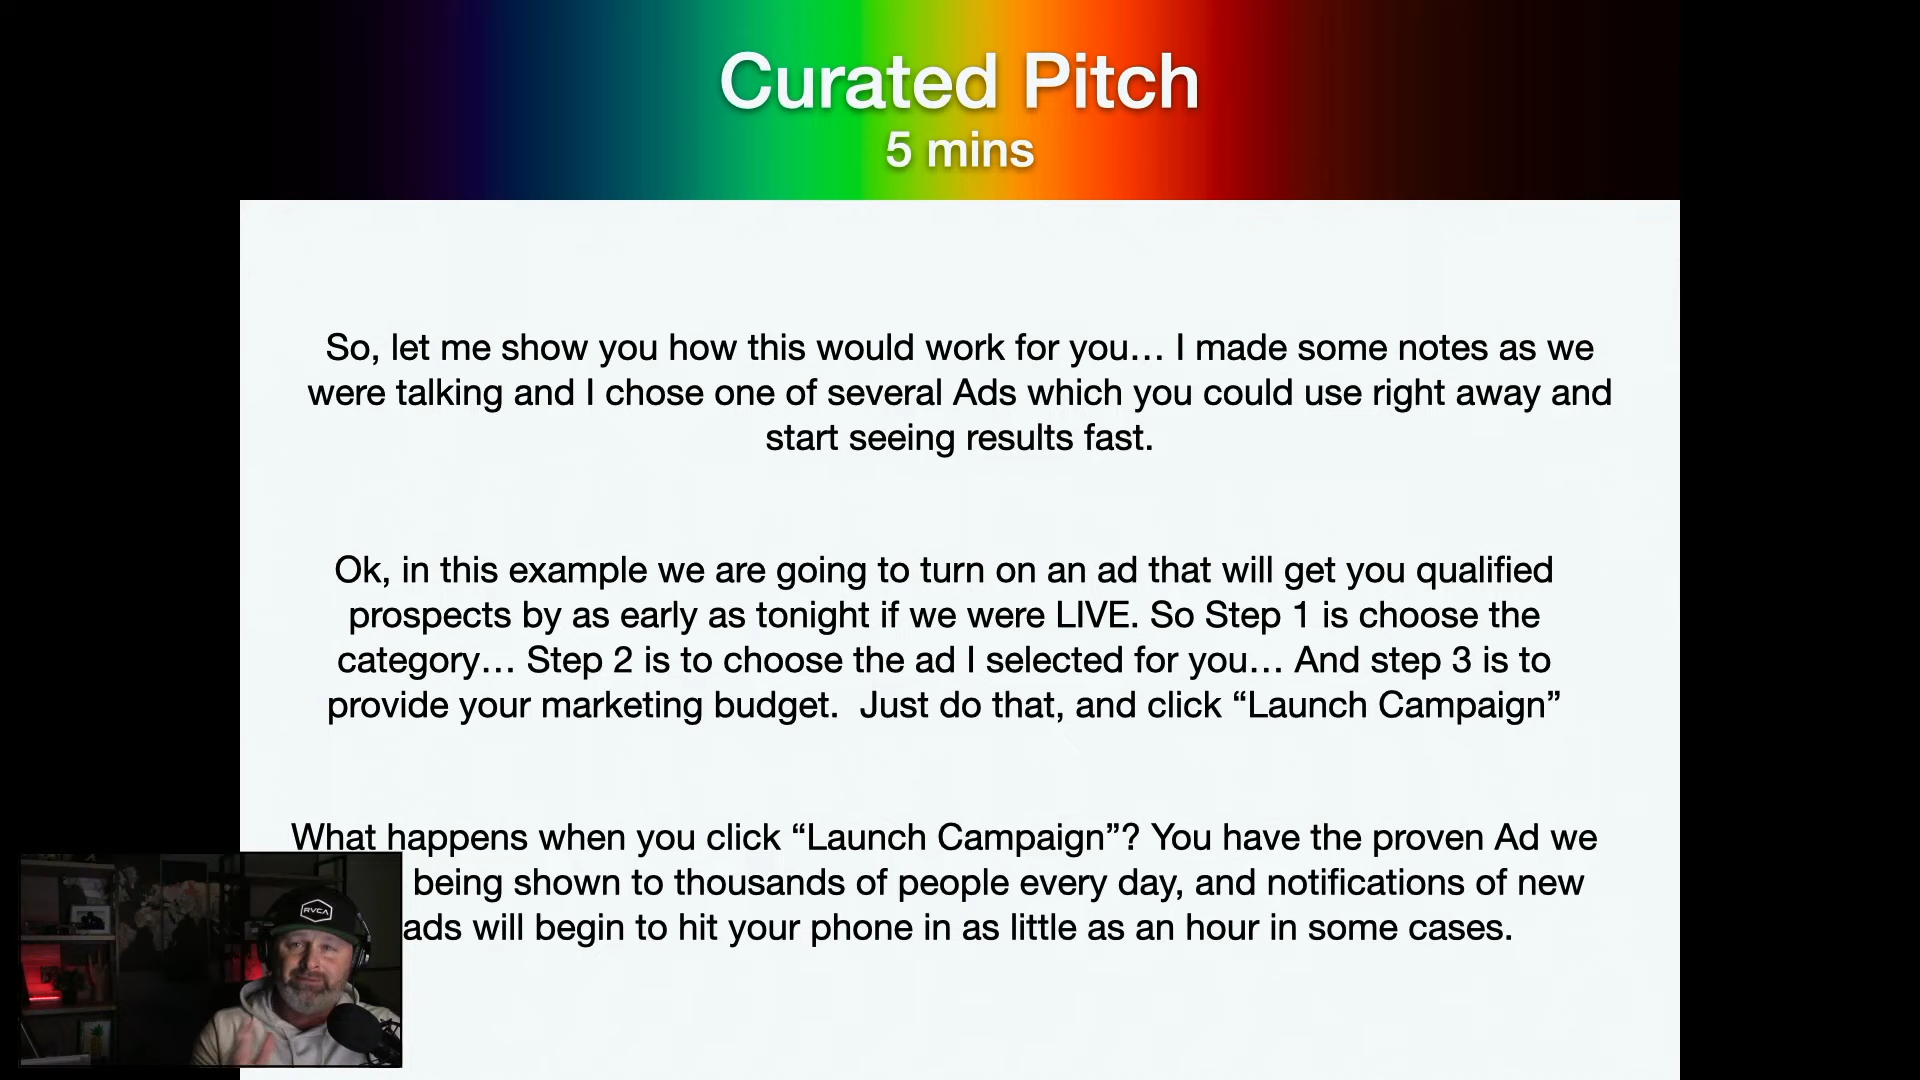 Curated Pitch
5 mins
So, let me show you how this would work for you… I made some notes as we
were talking and I chose one of several Ads which you could use right away and
start seeing results fast.
Ok, in this example we are going to turn on an ad that will get you qualified
prospects by as early as tonight if we were LIVE. So Step 1 is choose the
category… Step 2 is to choose the ad I selected for you… And step 3 is to
provide your marketing budget.  Just do that, and click “Launch Campaign”
What happens when you click “Launch Campaign”? You have the proven Ad we
being shown to thousands of people every day, and notifications of new
ads will begin to hit your phone in as little as an hour in some cases.
RVCA